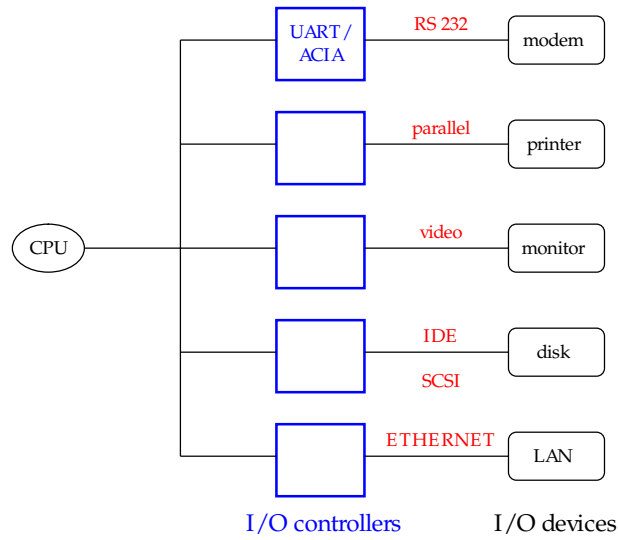 UART /
ACIA
RS 232
modem
parallel
printer
CPU
video
monitor
IDE
disk
SCSI
ETHERNET
LAN
I/O controllers
I/O devices